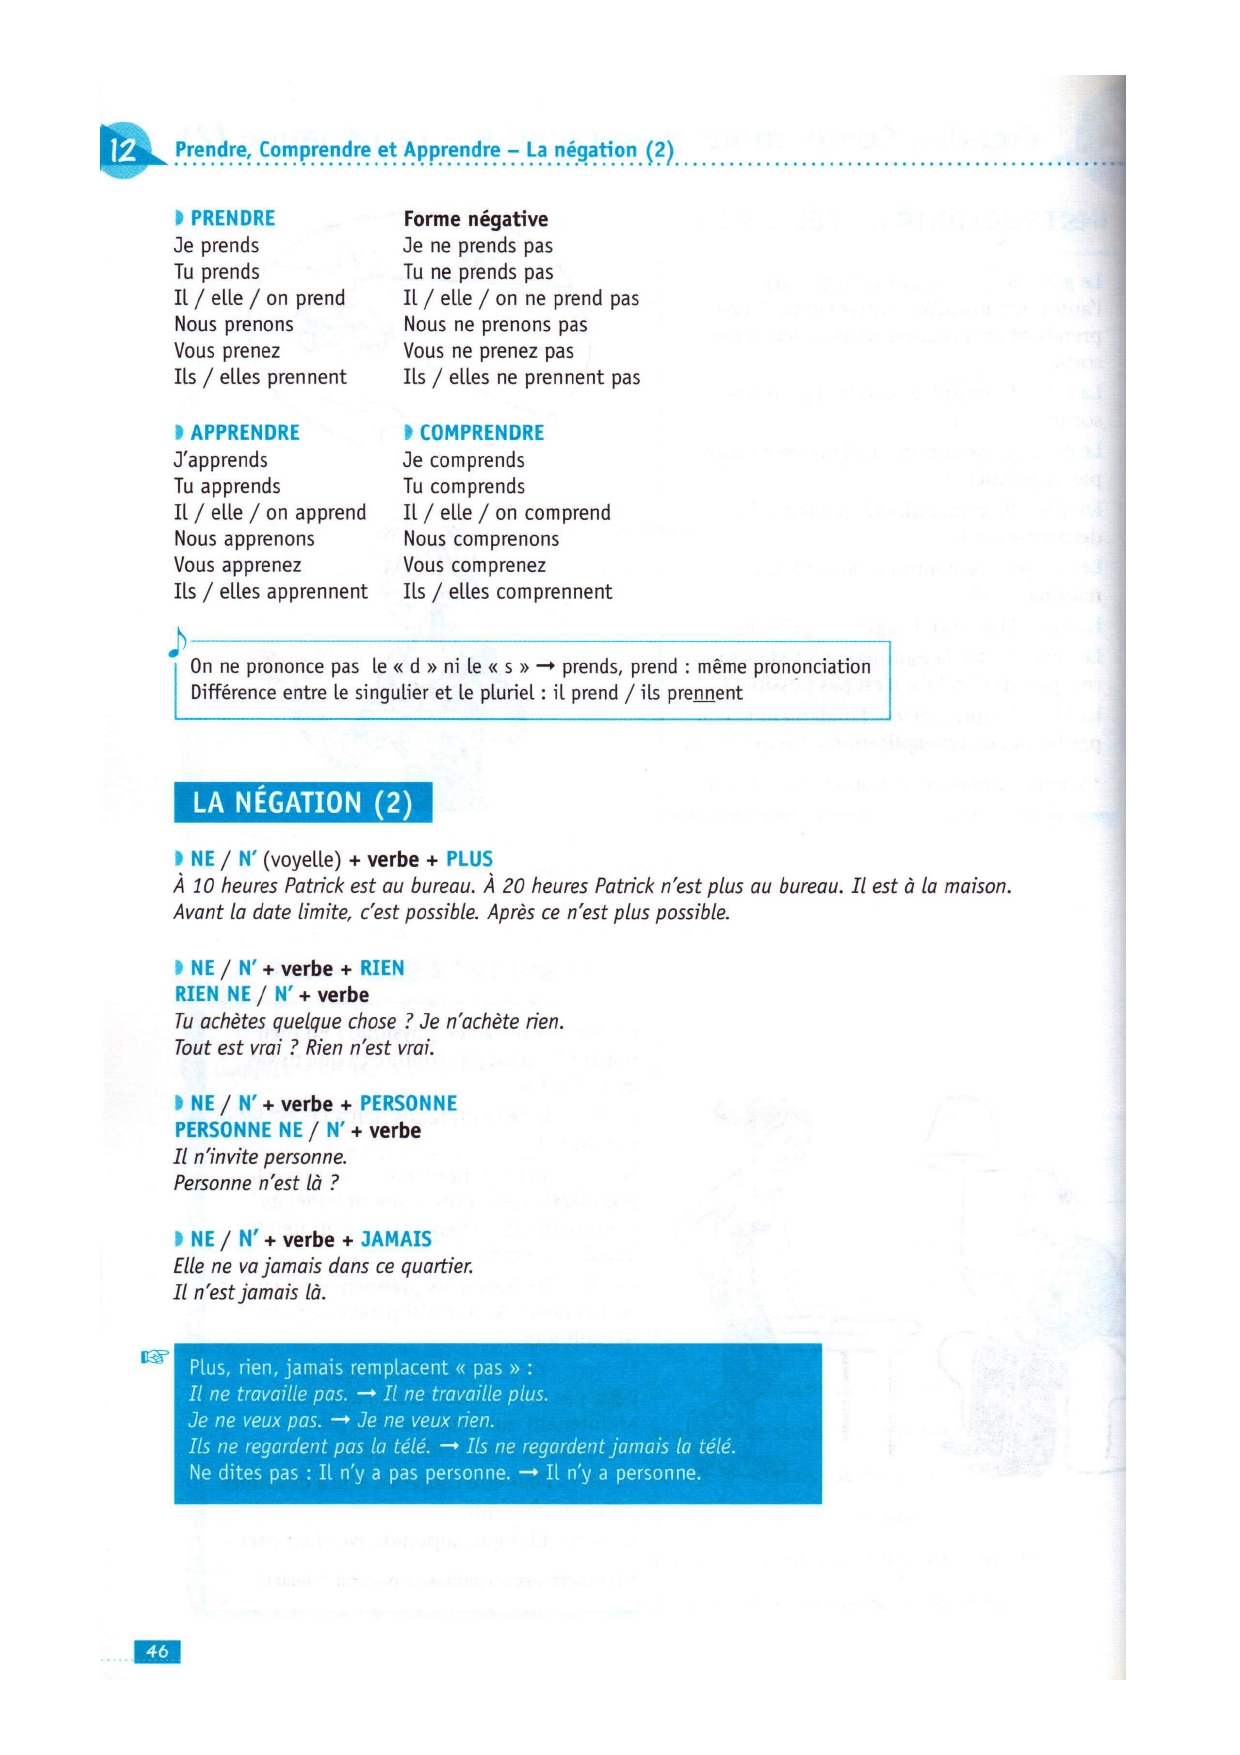 12 Prendre, Comprendre et Apprendre – La négation (2)
PRENDRE
Je prends
Tu prends
Il / elle / on prend
Nous prenons
Vous prenez
Ils / elles prennent
Forme négative
Je ne prends pas
Tu ne prends pas
Il / elle / on ne prend pas
Nous ne prenons pas
Vous ne prenez pas
Ils / elles ne prennent pas
APPRENDRE
J'apprends
Tu apprends
Il / elle / on apprend
Nous apprenons
Vous apprenez
Ils / elles apprennent
COMPRENDRE
Je comprends
Tu comprends
Il / elle / on comprend
Nous comprenons
Vous comprenez
Ils / elles comprennent
On ne prononce pas le « d » ni le « s » → prends, prend : même prononciation
Différence entre le singulier et le pluriel : il prend / ils prennent
LA NÉGATION (2)
NE / N' (voyelle) + verbe + PLUS
À 10 heures Patrick est au bureau. À 20 heures Patrick n'est plus au bureau. Il est à la maison.
Avant la date limite, c'est possible. Après ce n'est plus possible.
NE / N' + verbe + RIEN
RIEN NE / N' + verbe
Tu achètes quelque chose ? Je n'achète rien.
Tout est vrai ? Rien n'est vrai.
NE / N' + verbe + PERSONNE
PERSONNE NE / N' + verbe
Il n'invite personne.
Personne n'est là ?
NE / N' + verbe + JAMAIS
Elle ne va jamais dans ce quartier.
Il n'est jamais là.
Plus, rien, jamais remplacent « pas » :
Il ne travaille pas. → Il ne travaille plus.
Je ne veux pas. → Je ne veux rien.
Ils ne regardent pas la télé. → Ils ne regardent jamais la télé.
Ne dites pas : Il n'y a pas personne. → Il n'y a personne.
46